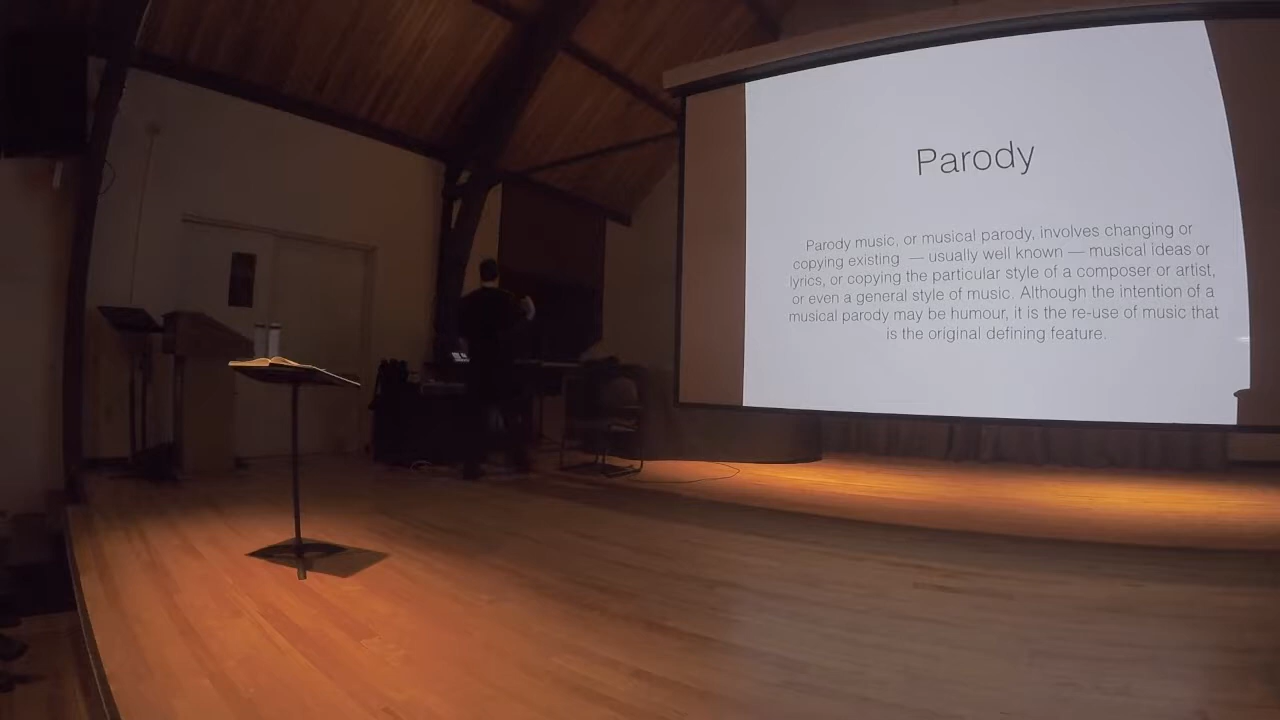 Parody
Parody music, or musical parody, involves changing or
copying existing — usually well known — musical ideas or
lyrics, or copying the particular style of a composer or artist,
or even a general style of music. Although the intention of a
musical parody may be humour, it is the re-use of music that
is the original defining feature.